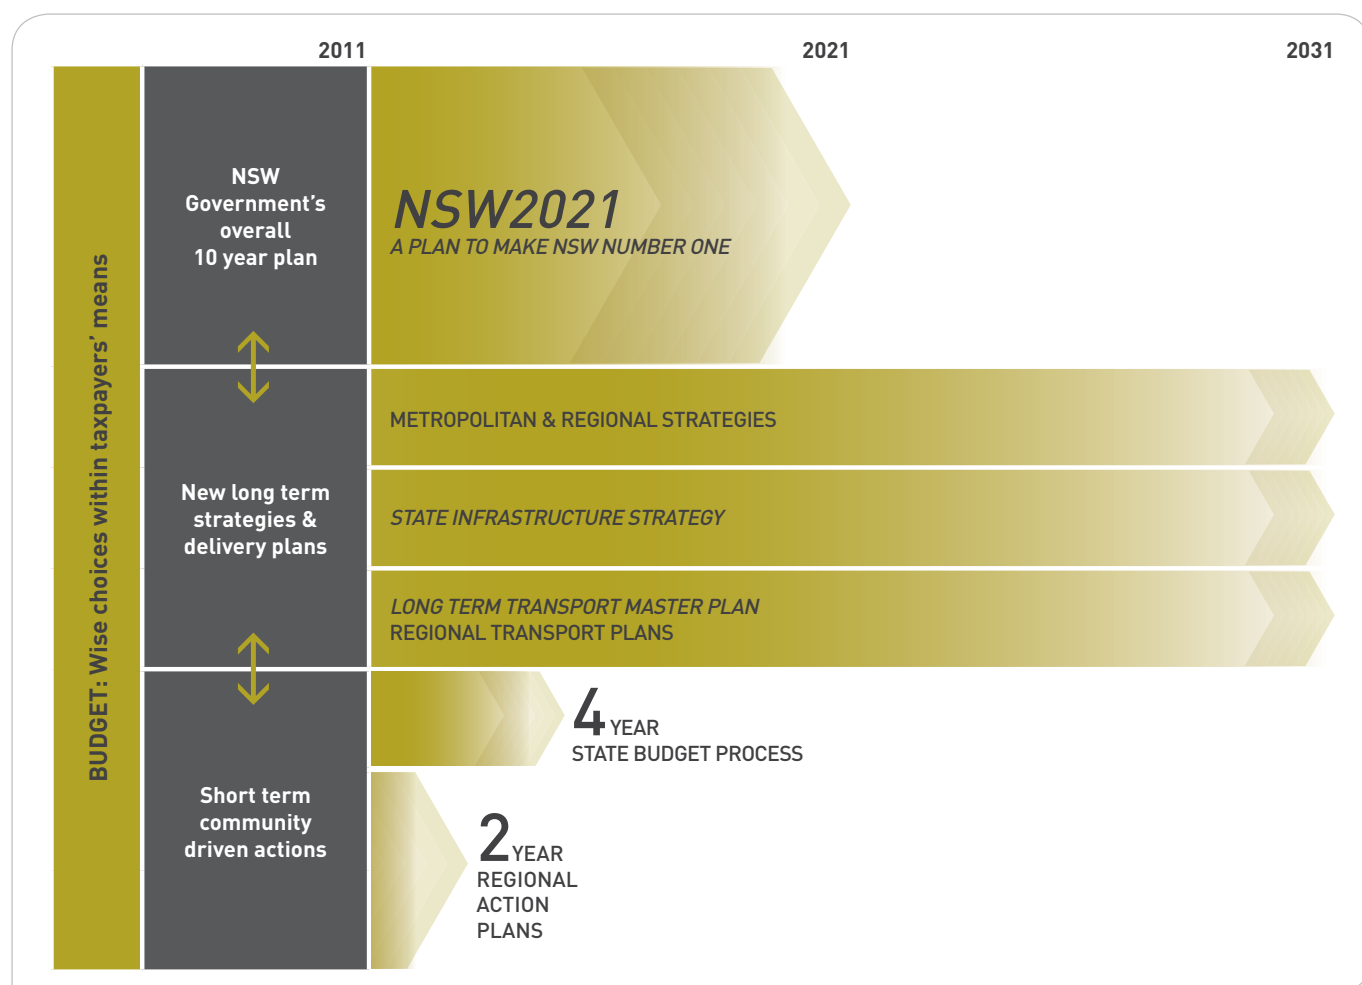 2011
2021
2031
BUDGET: Wise choices within taxpayers’ means
NSW
Government’s
overall
10 year plan
NSW2021
A PLAN TO MAKE NSW NUMBER ONE
New long term
strategies &
delivery plans
METROPOLITAN & REGIONAL STRATEGIES
STATE INFRASTRUCTURE STRATEGY
LONG TERM TRANSPORT MASTER PLAN
REGIONAL TRANSPORT PLANS
Short term
community
driven actions
4 YEAR
STATE BUDGET PROCESS
2 YEAR
REGIONAL
ACTION
PLANS